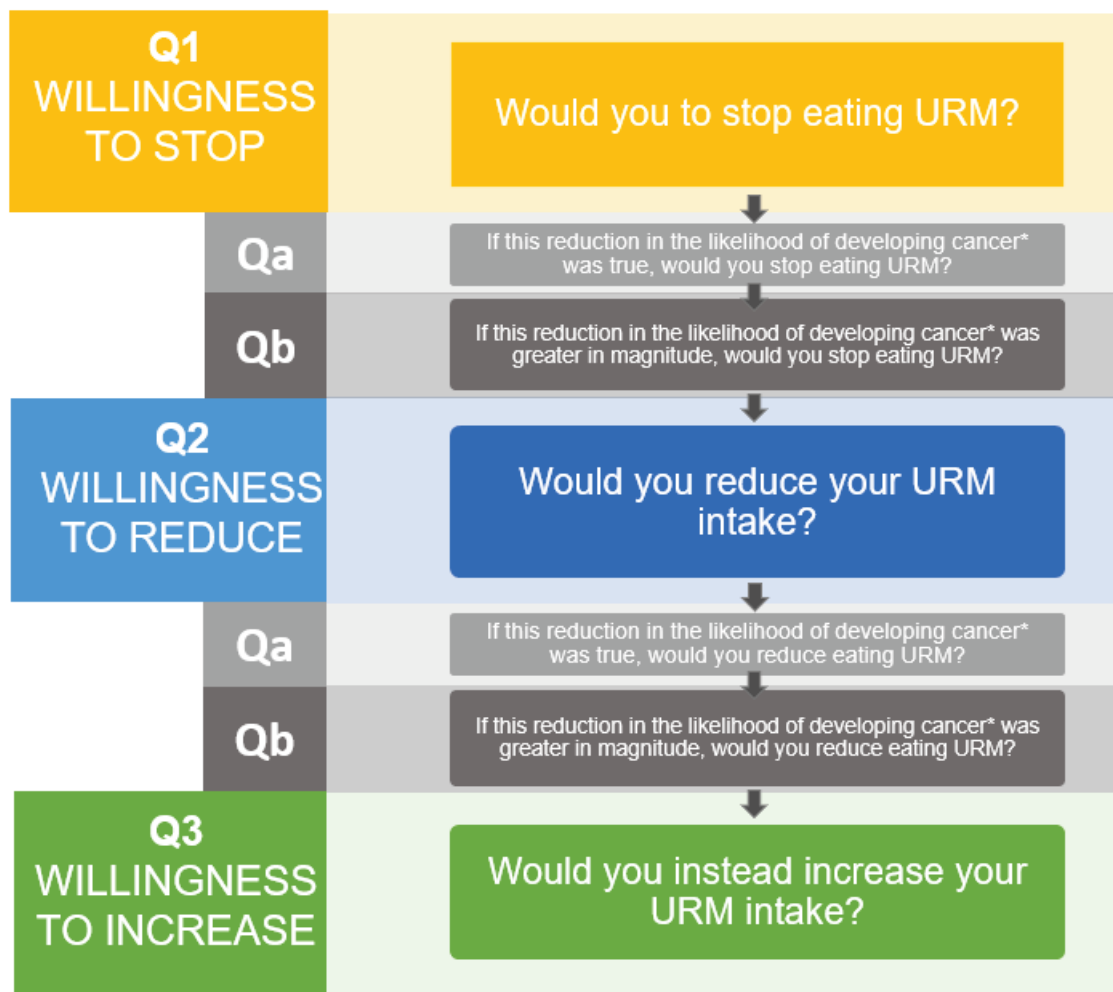 Q1
WILLINGNESS
TO STOP
Would you to stop eating URM?
Qa
If this reduction in the likelihood of developing cancer*
was true, would you stop eating URM?
Qb
If this reduction in the likelihood of developing cancer* was
greater in magnitude, would you stop eating URM?
Q2
WILLINGNESS
TO REDUCE
Would you reduce your URM
intake?
Qa
If this reduction in the likelihood of developing cancer*
was true, would you reduce eating URM?
Qb
If this reduction in the likelihood of developing cancer* was
greater in magnitude, would you reduce eating URM?
Q3
WILLINGNESS
TO INCREASE
Would you instead increase your
URM intake?